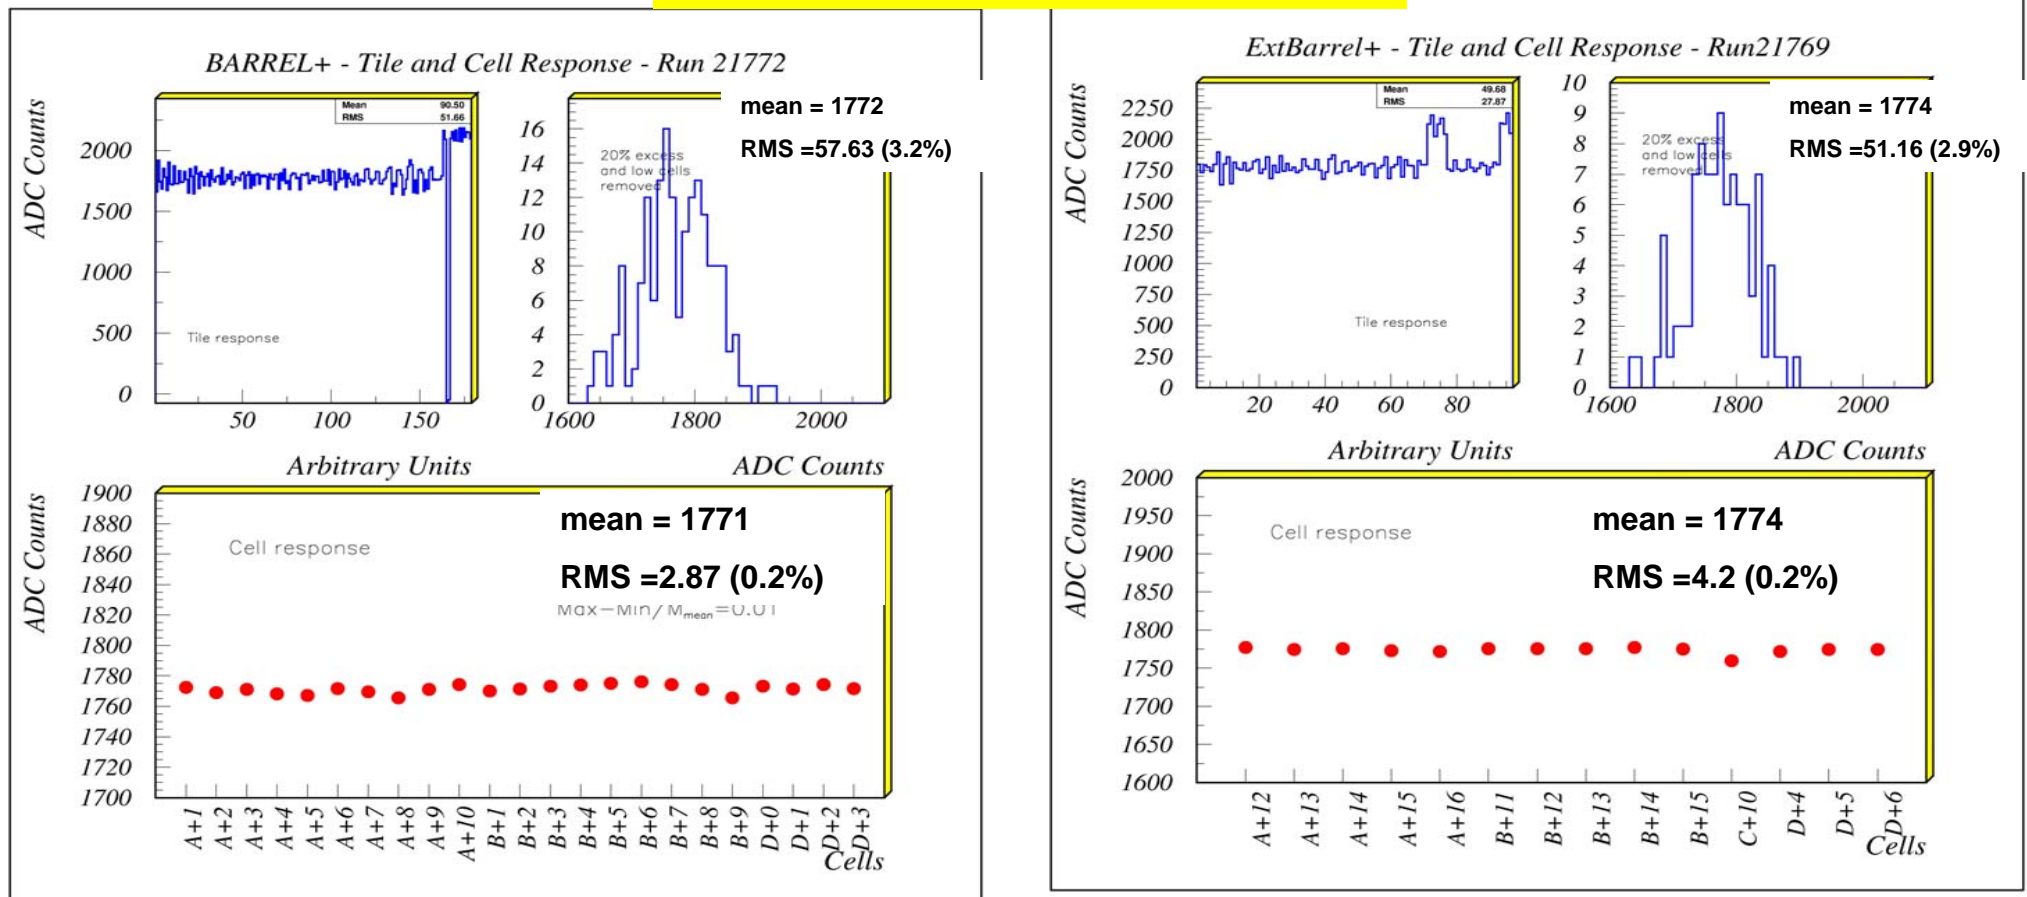 BARREL+ - Tile and Cell Response - Run 21772
ADC Counts
2000
1500
1000
500
0
Mean 90.50
RMS 51.66
Tile response
50 100 150
Arbitrary Units
16
14
12
10
8
6
4
2
0
20% excess
and low cells
removed
mean = 1772
RMS =57.63 (3.2%)
1600 1800 2000
ADC Counts
ADC Counts
1900
1880
1860
1840
1820
1800
1780
1760
1740
1720
1700
Cell response
mean = 1771
RMS =2.87 (0.2%)
Max-Min/Mmean=0.01
A+1 A+2 A+3 A+4 A+5 A+6 A+7 A+8 A+9 A+10 B+1 B+2 B+3 B+4 B+5 B+6 B+7 B+8 B+9 D+0 D+1 D+2 D+3
Cells
ExtBarrel+ - Tile and Cell Response - Run21769
ADC Counts
2250
2000
1750
1500
1250
1000
750
500
250
0
Mean 49.68
RMS 27.87
Tile response
20 40 60 80
Arbitrary Units
10
9
8
7
6
5
4
3
2
1
0
20% excess
and low cells
removed
mean = 1774
RMS =51.16 (2.9%)
1600 1800 2000
ADC Counts
ADC Counts
2000
1950
1900
1850
1800
1750
1700
1650
1600
Cell response
mean = 1774
RMS =4.2 (0.2%)
A+12 A+13 A+14 A+15 A+16 B+11 B+12 B+13 B+14 B+15 C+10 D+4 D+5 D+6
Cells